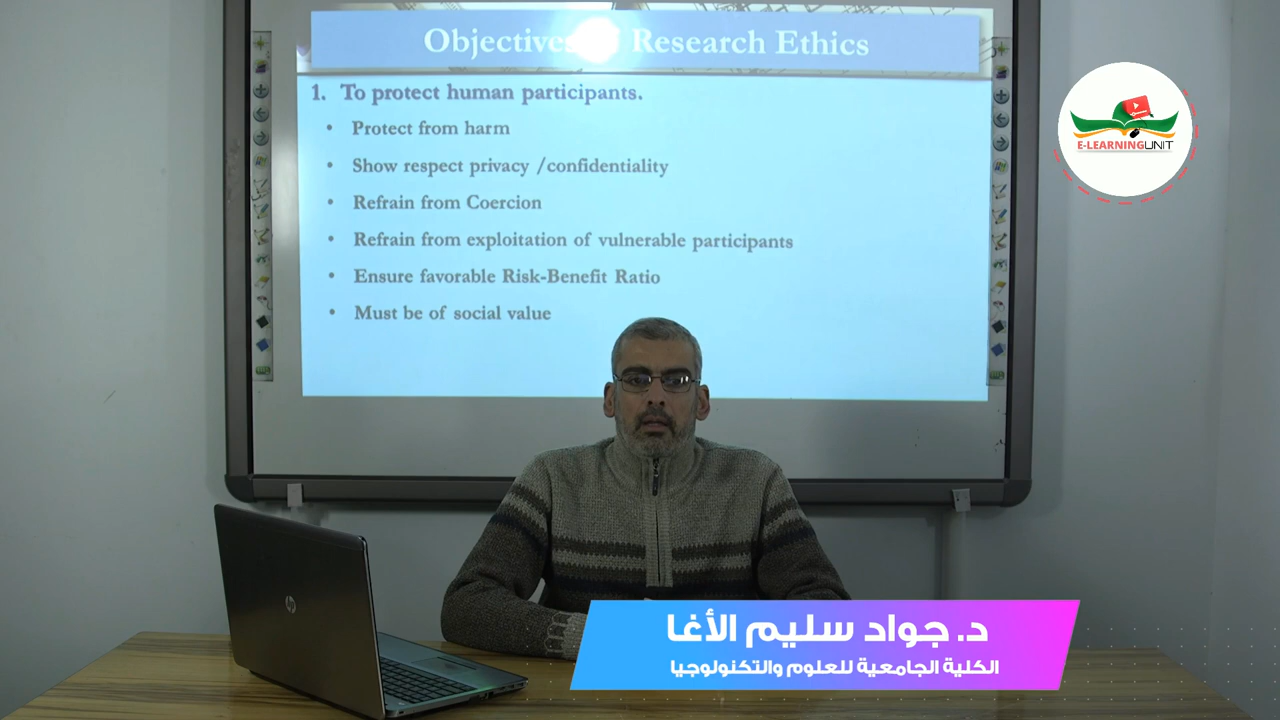 Objectives Research Ethics
1. To protect human participants.
• Protect from harm
• Show respect privacy /confidentiality
• Refrain from Coercion
• Refrain from exploitation of vulnerable participants
• Ensure favorable Risk-Benefit Ratio
• Must be of social value
E-LEARNINGUNIT
hp
د. جواد سليم الأغا
الكلية الجامعية للعلوم والتكنولوجيا